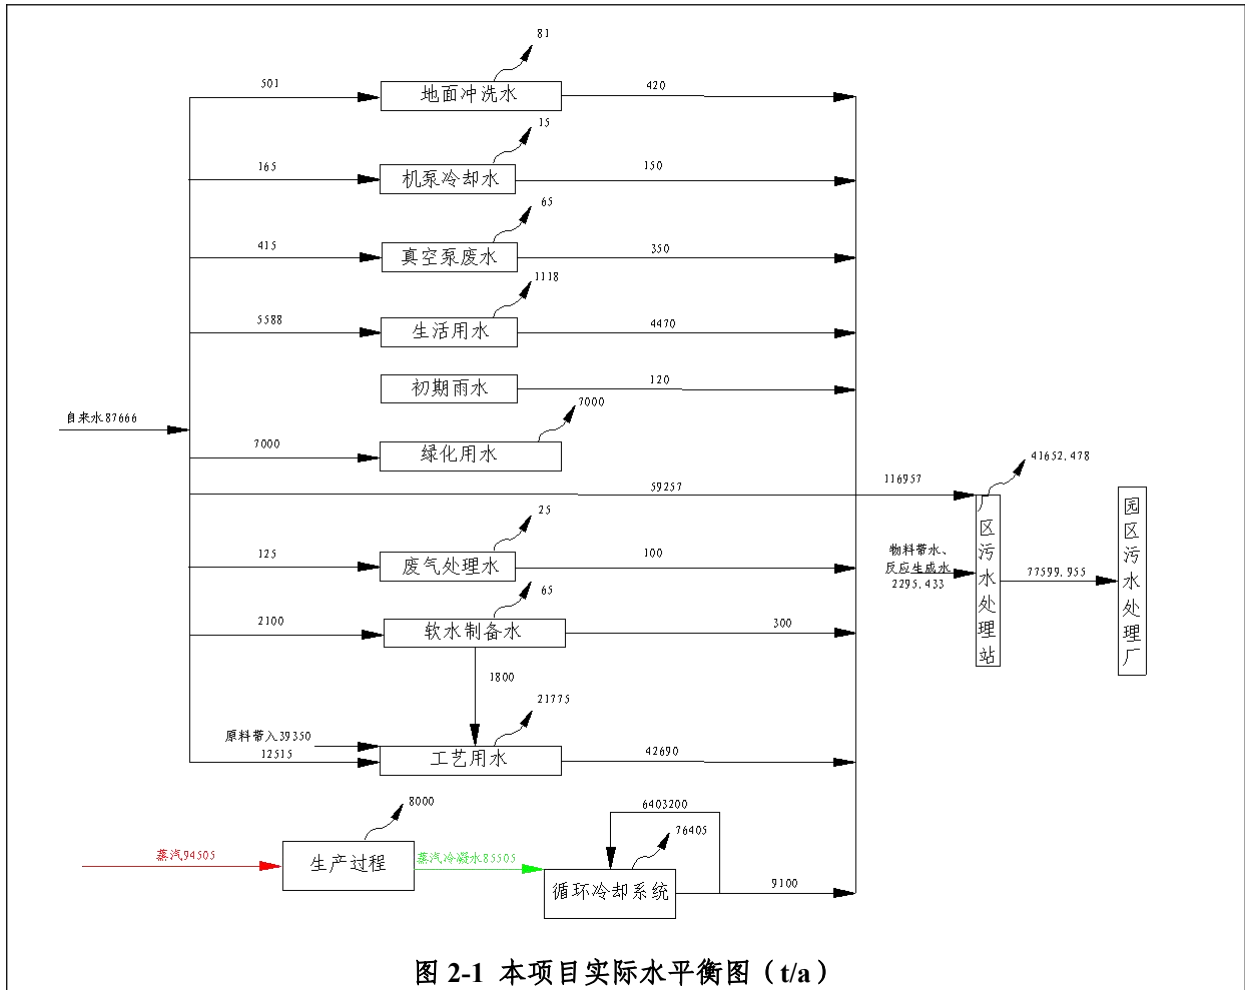 81
501
地面冲洗水
420
15
165
机泵冷却水
150
65
415
真空泵废水
350
1118
5588
生活用水
4470
初期雨水
120
自来水87666
7000
7000
绿化用水
59257
116957
41652.478
25
125
废气处理水
100
物料带水、
反应生成水
2295.433
厂区污水处理站
77599.955
园区污水处理厂
65
2100
软水制备水
300
1800
21775
原料带入39350
12515
工艺用水
42690
8000
蒸汽94505
生产过程
蒸汽冷凝水85505
6403200
76405
循环冷却系统
9100
图 2-1 本项目实际水平衡图（t/a）